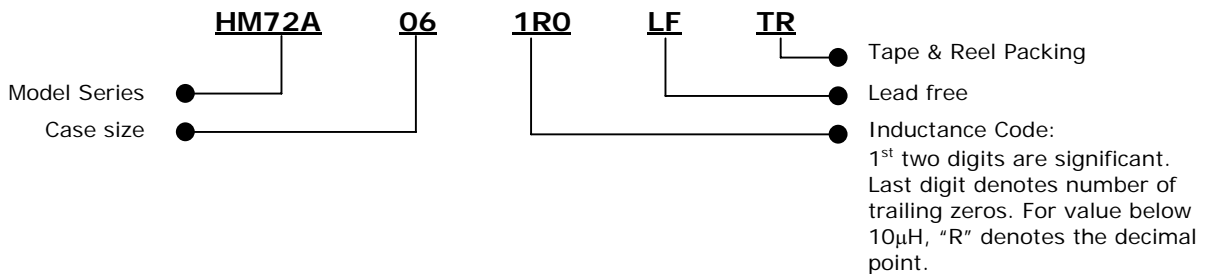 HM72A 06 1R0 LF TR
Tape & Reel Packing
Model Series
Lead free
Case size
Inductance Code:
1st two digits are significant.
Last digit denotes number of
trailing zeros. For value below
10μH, “R” denotes the decimal
point.